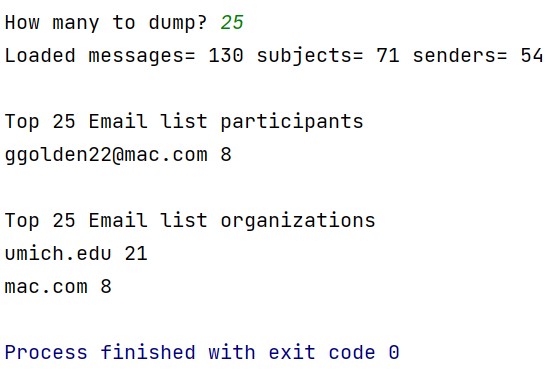 How many to dump? 25
Loaded messages= 130 subjects= 71 senders= 54
Top 25 Email list participants
ggolden22@mac.com 8
Top 25 Email list organizations
umich.edu 21
mac.com 8
Process finished with exit code 0